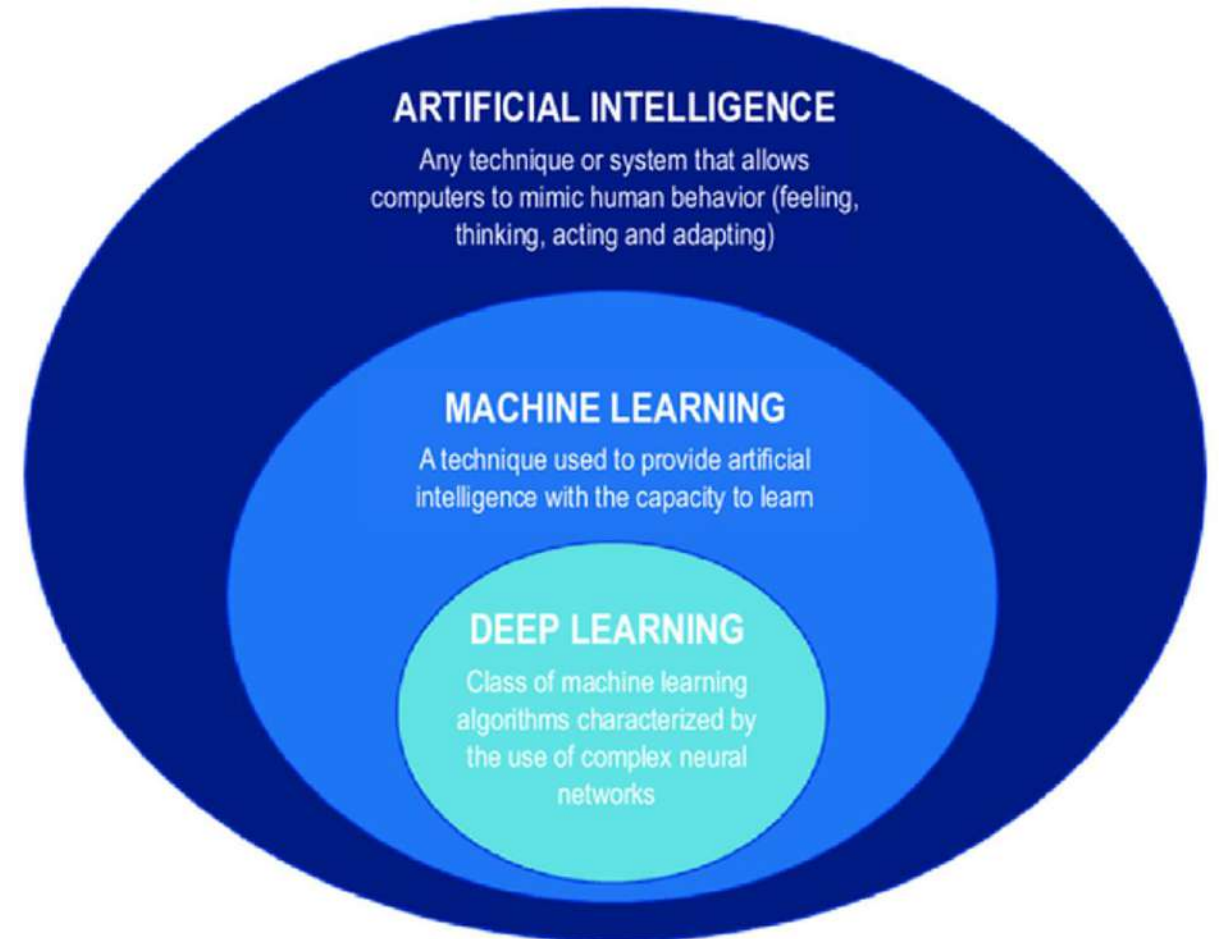 ARTIFICIAL INTELLIGENCE
Any technique or system that allows
computers to mimic human behavior (feeling,
thinking, acting and adapting)
MACHINE LEARNING
A technique used to provide artificial
intelligence with the capacity to learn
DEEP LEARNING
Class of machine learning
algorithms characterized by
the use of complex neural
networks